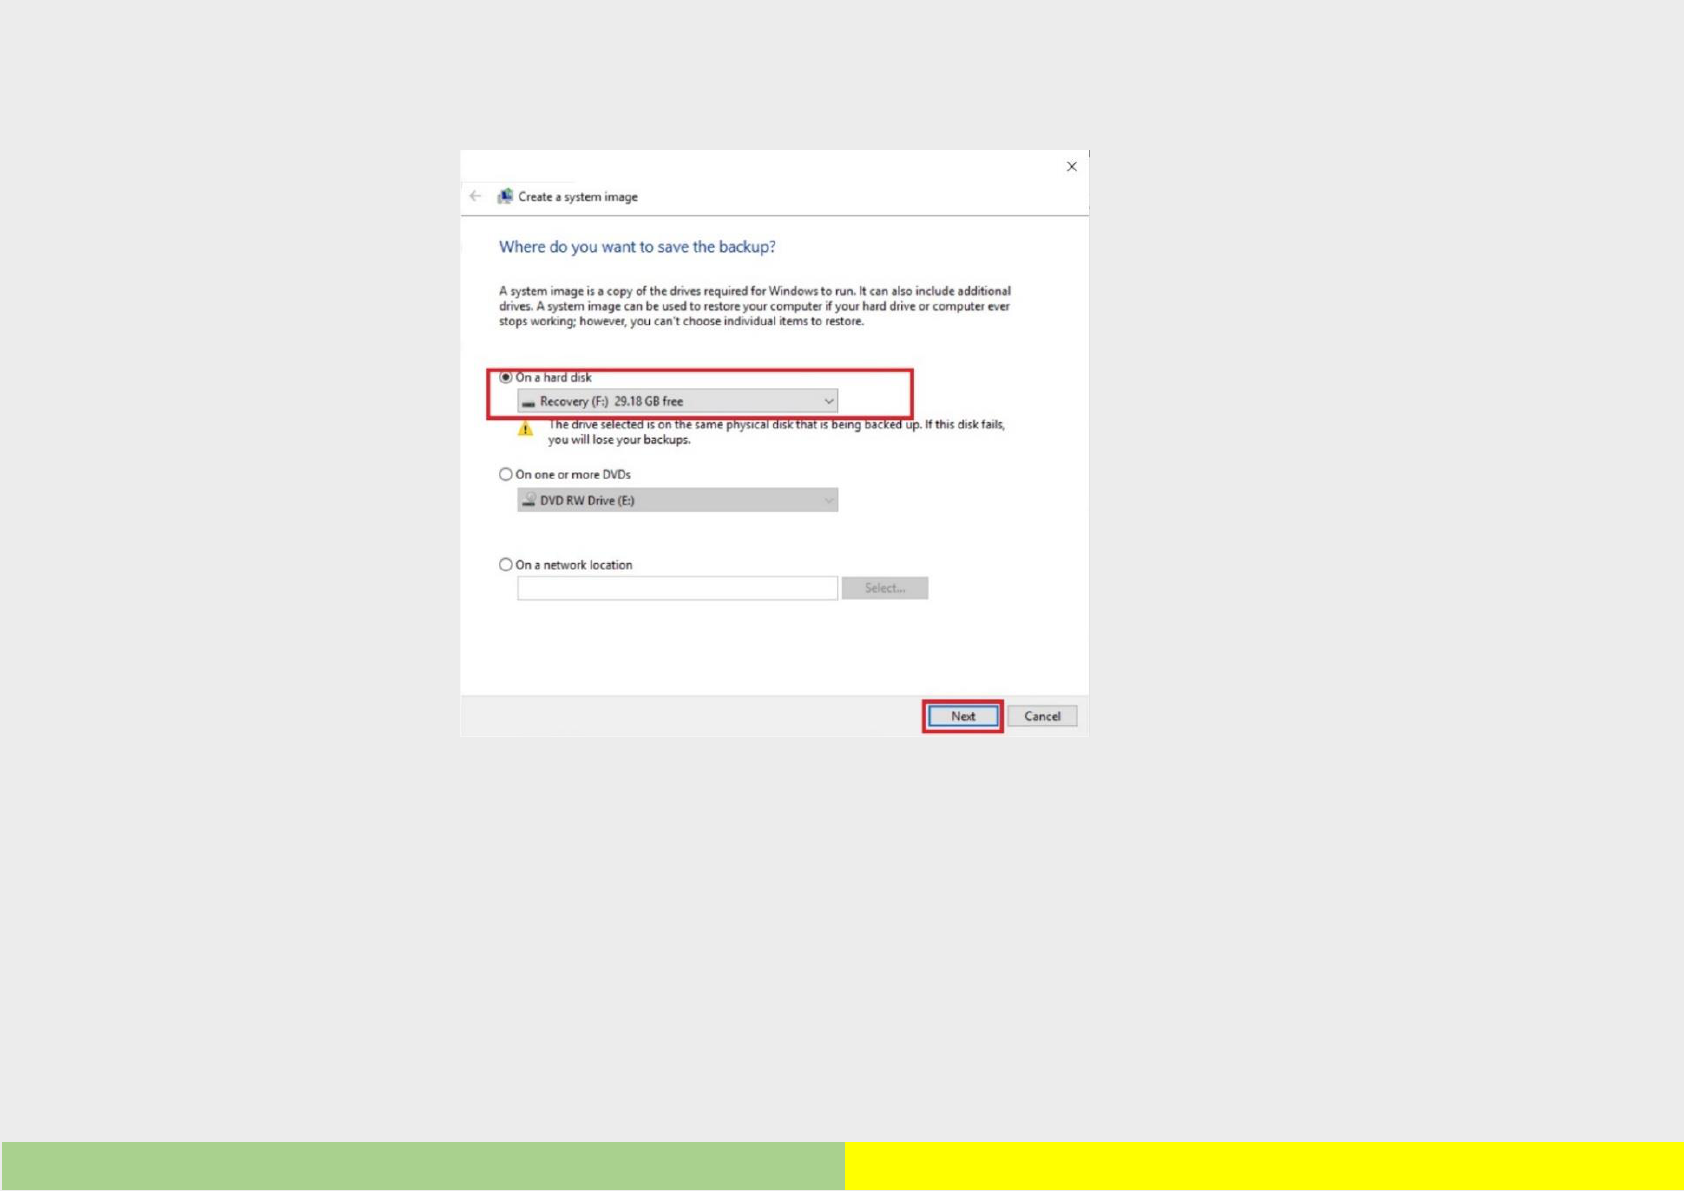 Create a system image
Where do you want to save the backup?
A system image is a copy of the drives required for Windows to run. It can also include additional
drives. A system image can be used to restore your computer if your hard drive or computer ever
stops working; however, you can't choose individual items to restore.
On a hard disk
Recovery (F:) 29.18 GB free
The drive selected is on the same physical disk that is being backed up. If this disk fails,
you will lose your backups.
On one or more DVDs
DVD RW Drive (E:)
On a network location
Select...
Next
Cancel